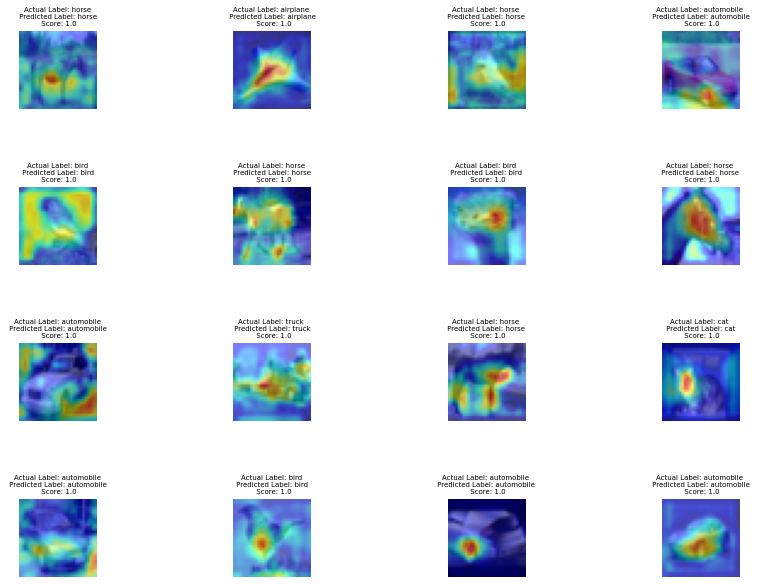 Actual Label: horse
Predicted Label: horse
Score: 1.0
Actual Label: airplane
Predicted Label: airplane
Score: 1.0
Actual Label: horse
Predicted Label: horse
Score: 1.0
Actual Label: automobile
Predicted Label: automobile
Score: 1.0
Actual Label: bird
Predicted Label: bird
Score: 1.0
Actual Label: horse
Predicted Label: horse
Score: 1.0
Actual Label: bird
Predicted Label: bird
Score: 1.0
Actual Label: horse
Predicted Label: horse
Score: 1.0
Actual Label: automobile
Predicted Label: automobile
Score: 1.0
Actual Label: truck
Predicted Label: truck
Score: 1.0
Actual Label: horse
Predicted Label: horse
Score: 1.0
Actual Label: cat
Predicted Label: cat
Score: 1.0
Actual Label: automobile
Predicted Label: automobile
Score: 1.0
Actual Label: bird
Predicted Label: bird
Score: 1.0
Actual Label: automobile
Predicted Label: automobile
Score: 1.0
Actual Label: automobile
Predicted Label: automobile
Score: 1.0